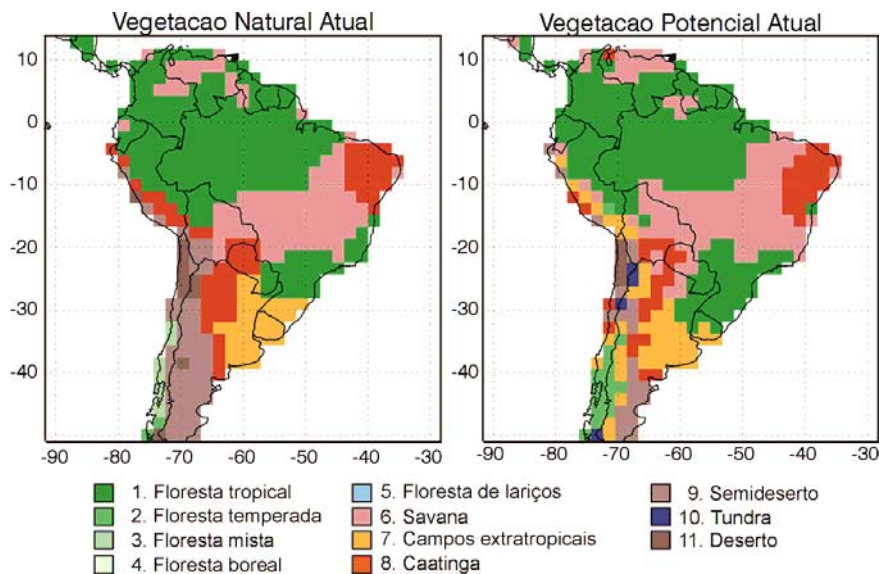 Vegetacao Natural Atual
Vegetacao Potencial Atual
10
0
-10
-20
-30
-40
-90 -80 -70 -60 -50 -40 -30
10
0
-10
-20
-30
-40
-90 -80 -70 -60 -50 -40 -30
1. Floresta tropical
2. Floresta temperada
3. Floresta mista
4. Floresta boreal
5. Floresta de lariços
6. Savana
7. Campos extratropicais
8. Caatinga
9. Semideserto
10. Tundra
11. Deserto